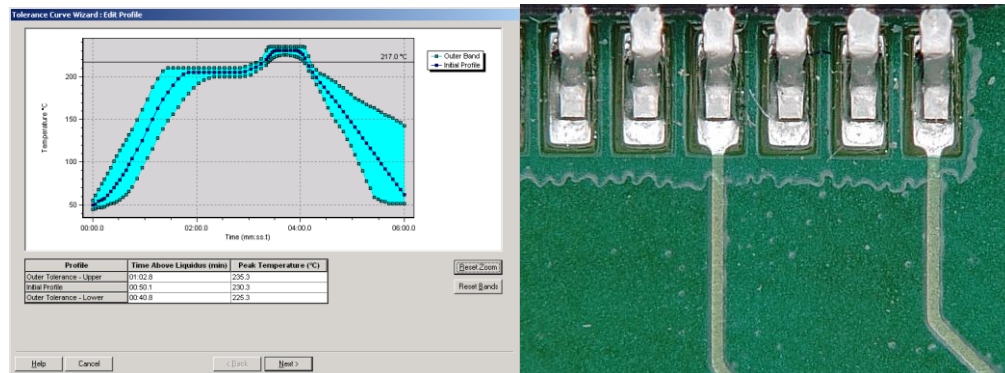 Tolerance Curve Wizard : Edit Profile
217.0 °C
Outer Band
Initial Profile
Temperature °C
200
150
100
50
00:00.0 02:00.0 04:00.0 06:00.0
Time (mm:ss.t)
Profile Time Above Liquidus (min) Peak Temperature (°C)
Outer Tolerance - Upper 01:02.8 235.3
Initial Profile 00:50.1 230.3
Outer Tolerance - Lower 00:40.8 225.3
Reset Zoom
Reset Bands
Help Cancel < Back Next >